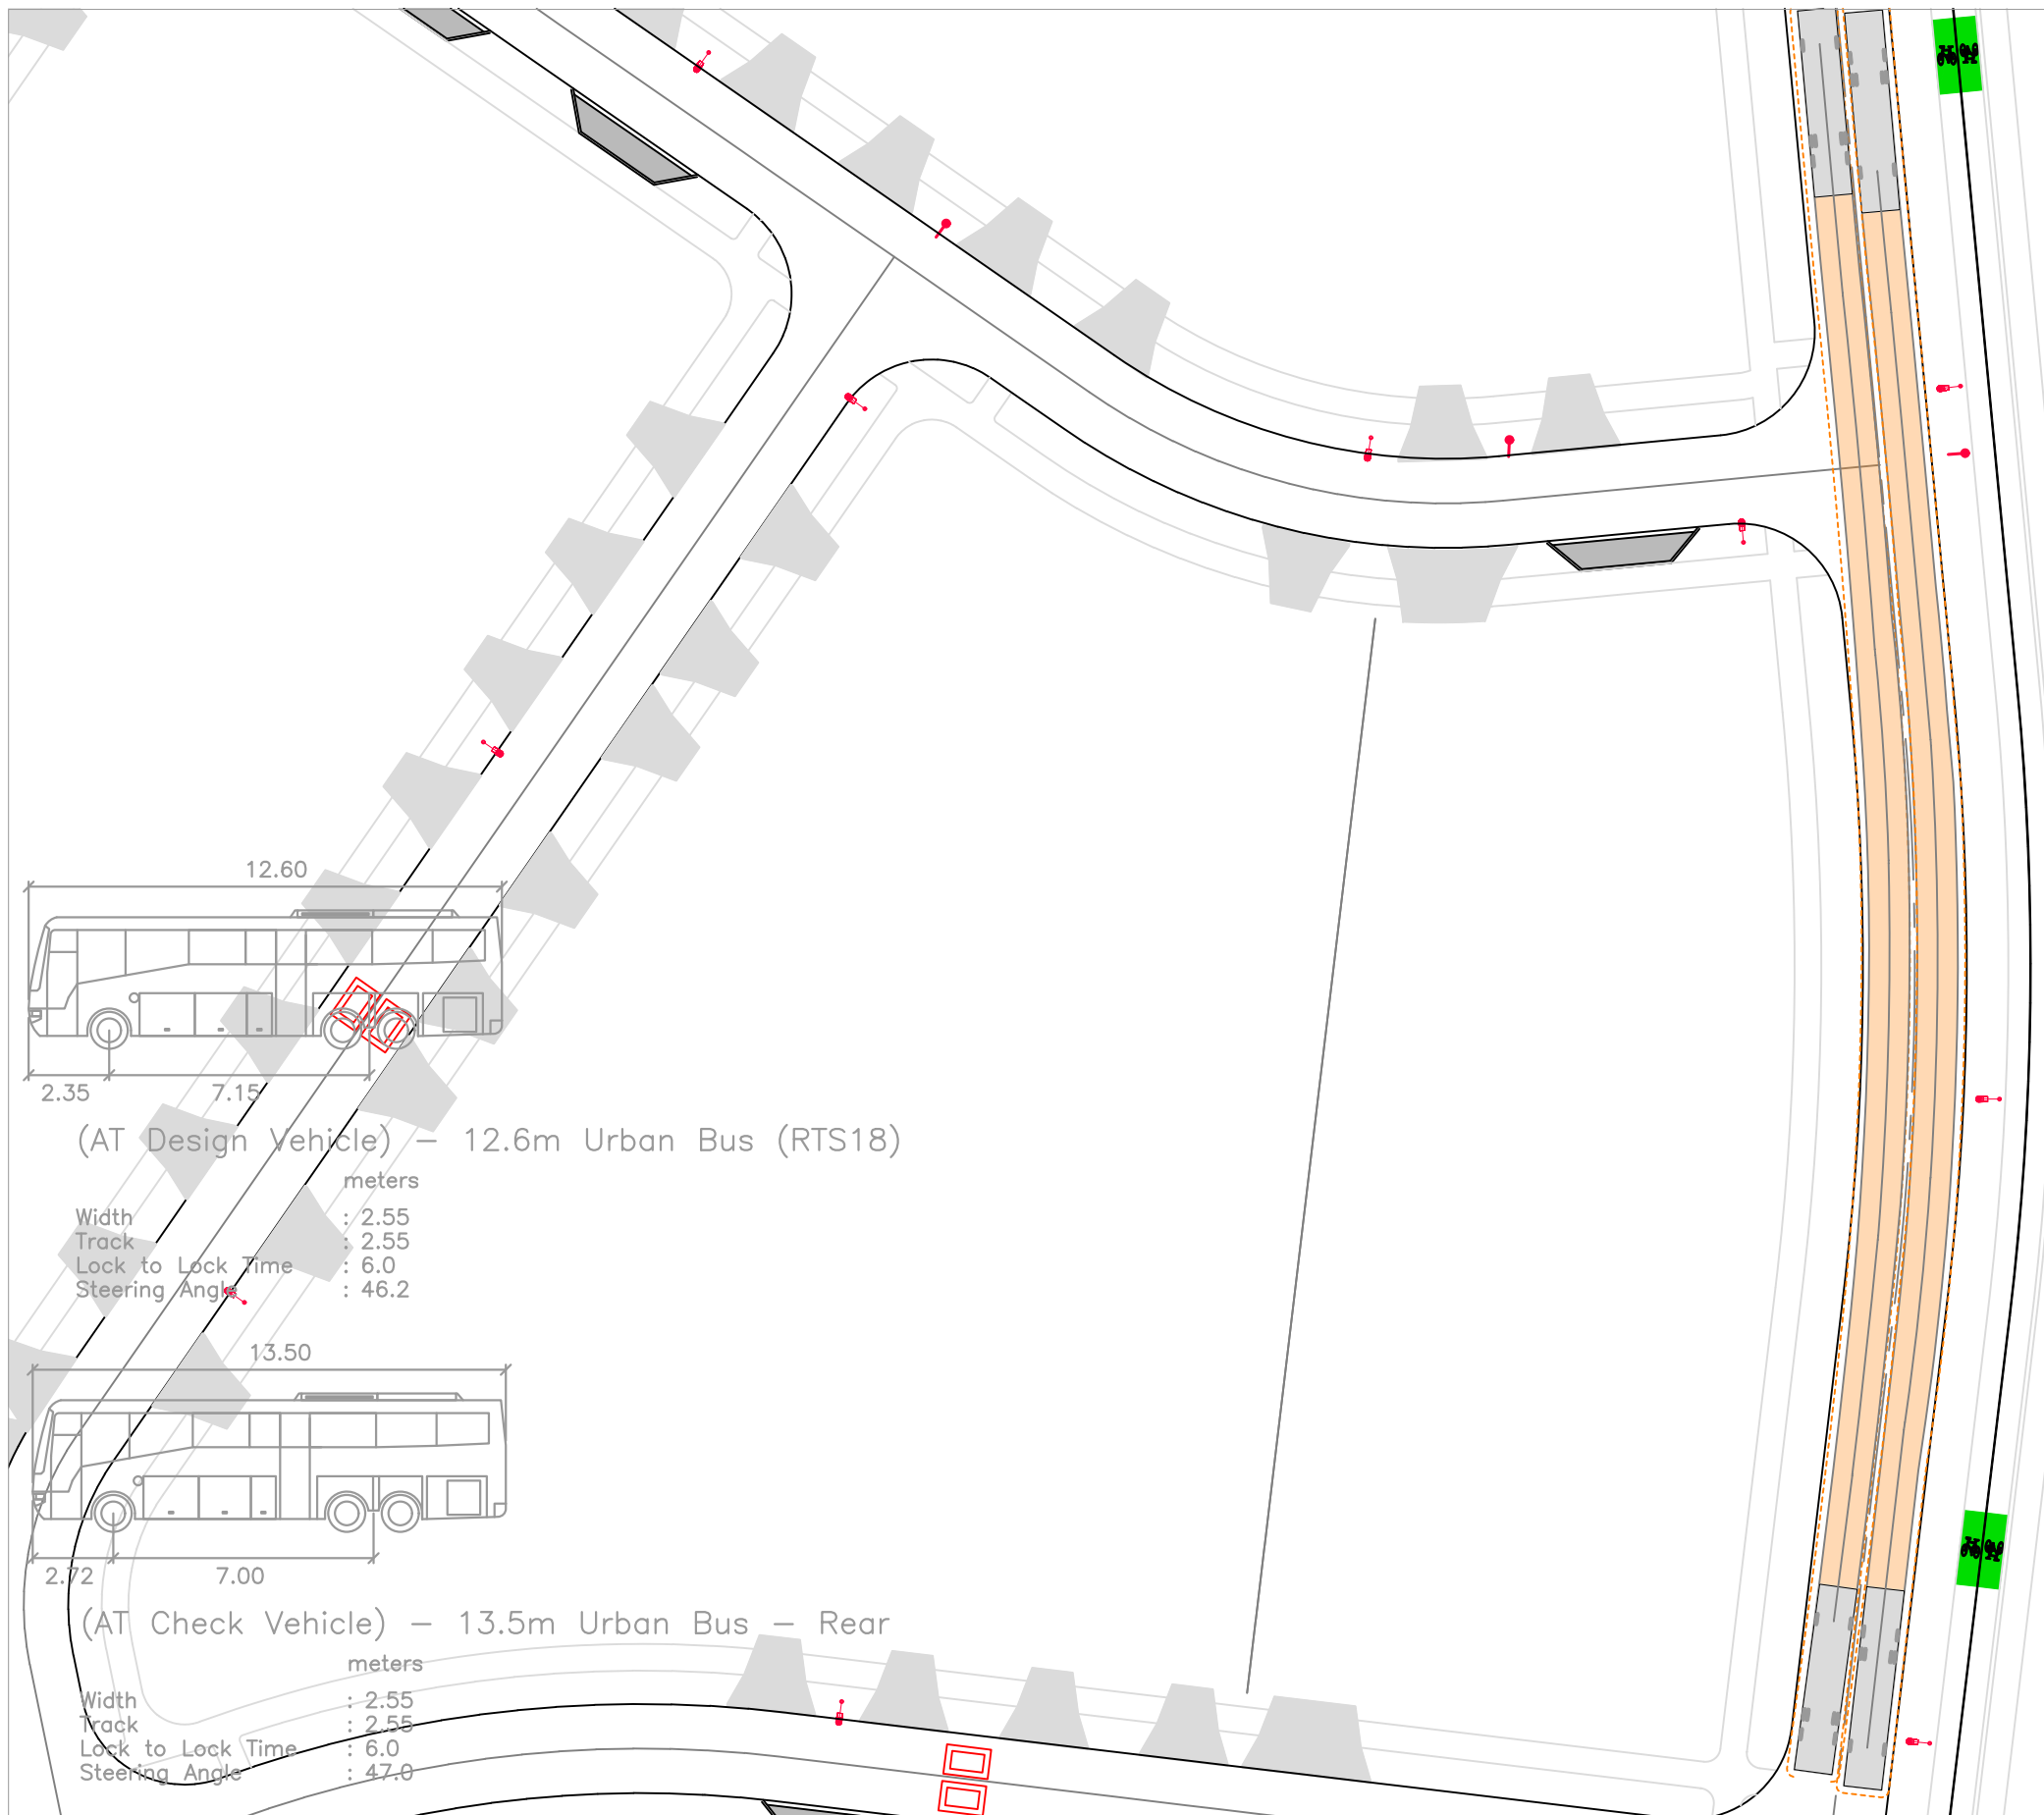 12.60
2.35
7.15
(AT Design Vehicle) – 12.6m Urban Bus (RTS18)
meters
Width : 2.55
Track : 2.55
Lock to Lock Time : 6.0
Steering Angle : 46.2
13.50
2.72
7.00
(AT Check Vehicle) – 13.5m Urban Bus – Rear
meters
Width : 2.55
Track : 2.55
Lock to Lock Time : 6.0
Steering Angle : 47.0